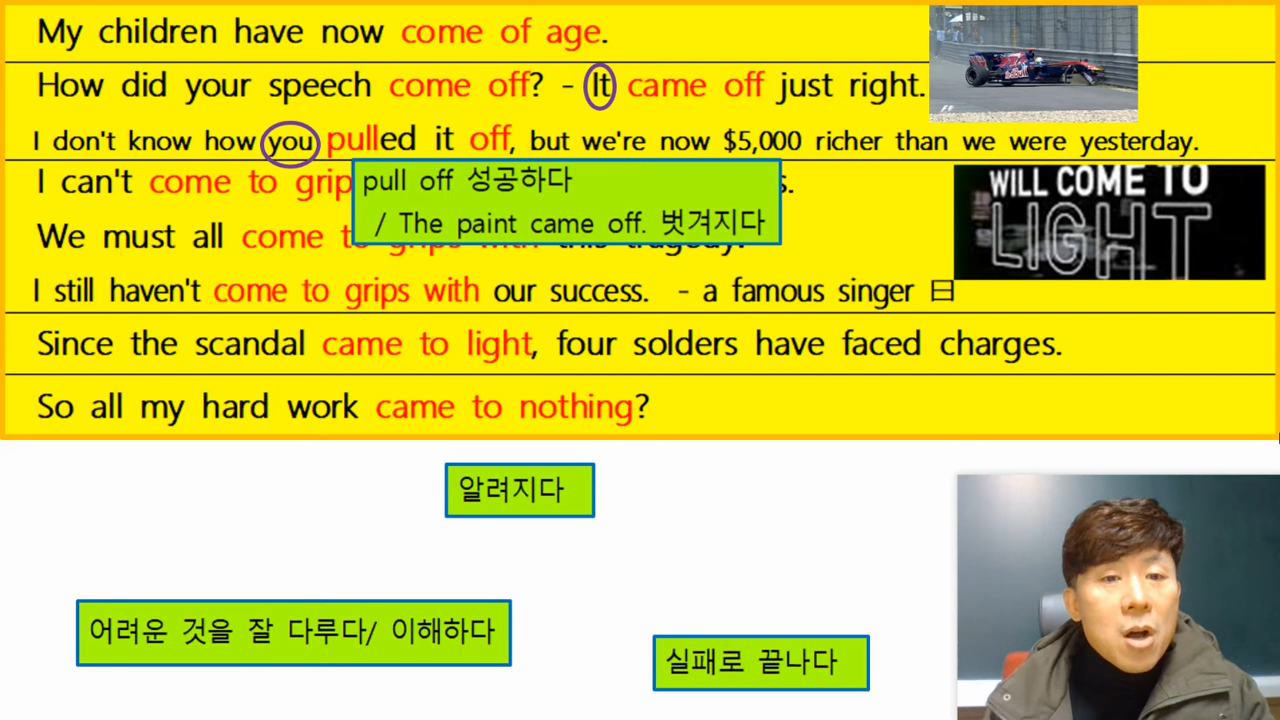 My children have now come of age.
How did your speech come off? - It came off just right.
I don't know how you pulled it off, but we're now $5,000 richer than we were yesterday.
I can't come to grip
pull off 성공하다
s.
/ The paint came off. 벗겨지다
We must all come to grips with this tragedy.
WILL COME TO
LIGHT
I still haven't come to grips with our success. - a famous singer 日
Since the scandal came to light, four solders have faced charges.
So all my hard work came to nothing?
알려지다
어려운 것을 잘 다루다/ 이해하다
실패로 끝나다